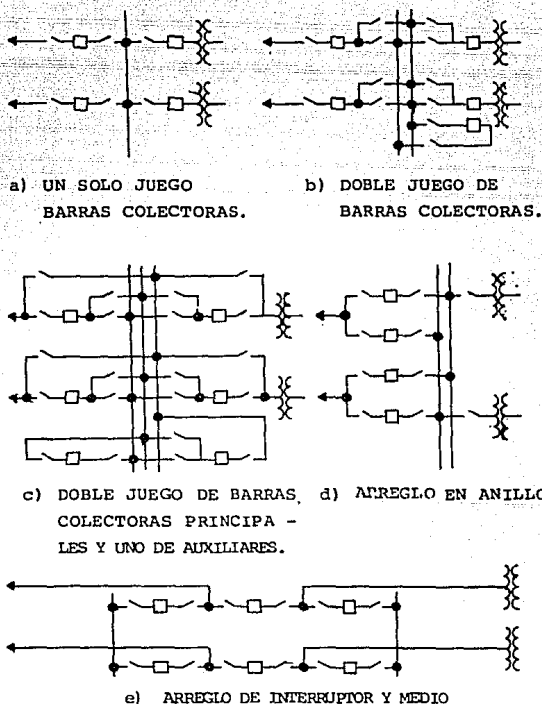 a) UN SOLO JUEGO
BARRAS COLECTORAS.
b) DOBLE JUEGO DE
BARRAS COLECTORAS.
c) DOBLE JUEGO DE BARRAS
COLECTORAS PRINCIPA -
LES Y UNO DE AUXILIARES.
d) ARREGLO EN ANILLO
e) ARREGLO DE INTERRUPTOR Y MEDIO